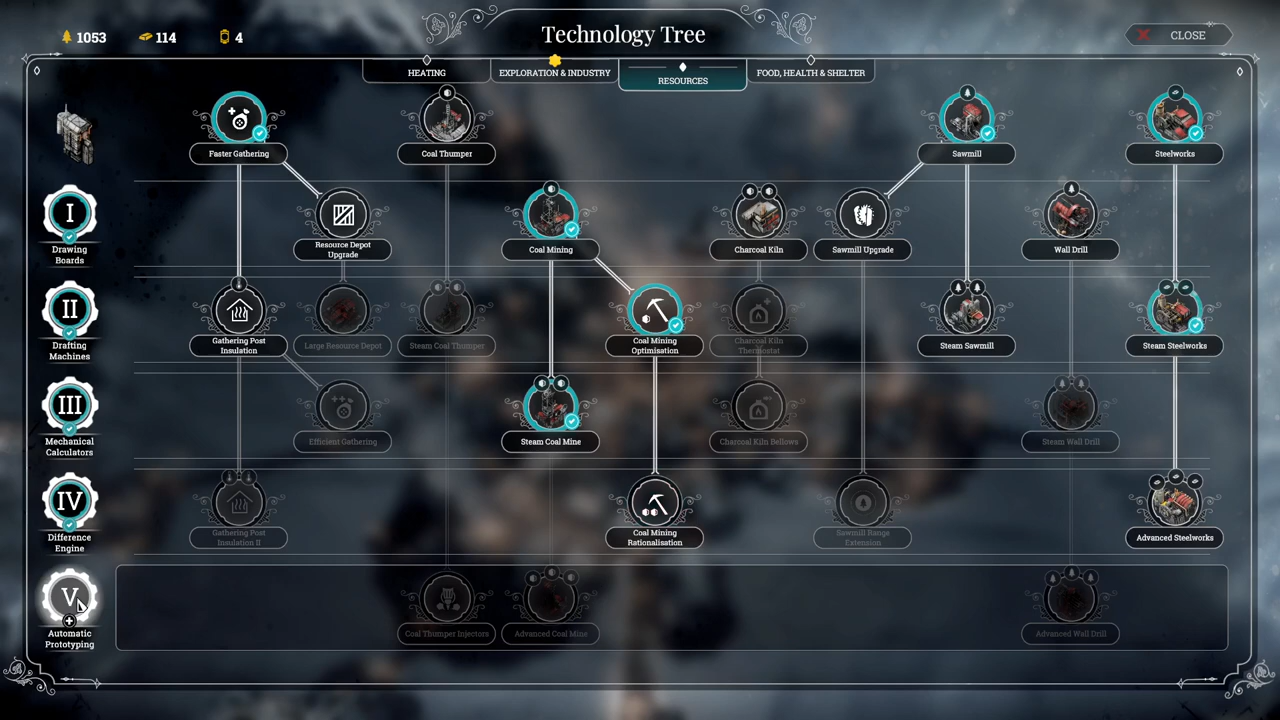 1053
114
4
Technology Tree
CLOSE
HEATING
EXPLORATION & INDUSTRY
RESOURCES
FOOD, HEALTH & SHELTER
Faster Gathering
Coal Thumper
Sawmill
Steelworks
I
Drawing
Boards
Resource Depot
Upgrade
Coal Mining
Charcoal Kiln
Sawmill Upgrade
Wall Drill
II
Drafting
Machines
Gathering Post
Insulation
Large Resource Depot
Steam Coal Thumper
Coal Mining
Optimisation
Charcoal Kiln
Thermostat
Steam Sawmill
Steam Steelworks
III
Mechanical
Calculators
Efficient Gathering
Steam Coal Mine
Charcoal Kiln Bellows
Steam Wall Drill
IV
Difference
Engine
Gathering Post
Insulation II
Coal Mining
Rationalisation
Sawmill Range
Extension
Advanced Steelworks
V
Automatic
Prototyping
Coal Thumper Injectors
Advanced Coal Mine
Advanced Wall Drill